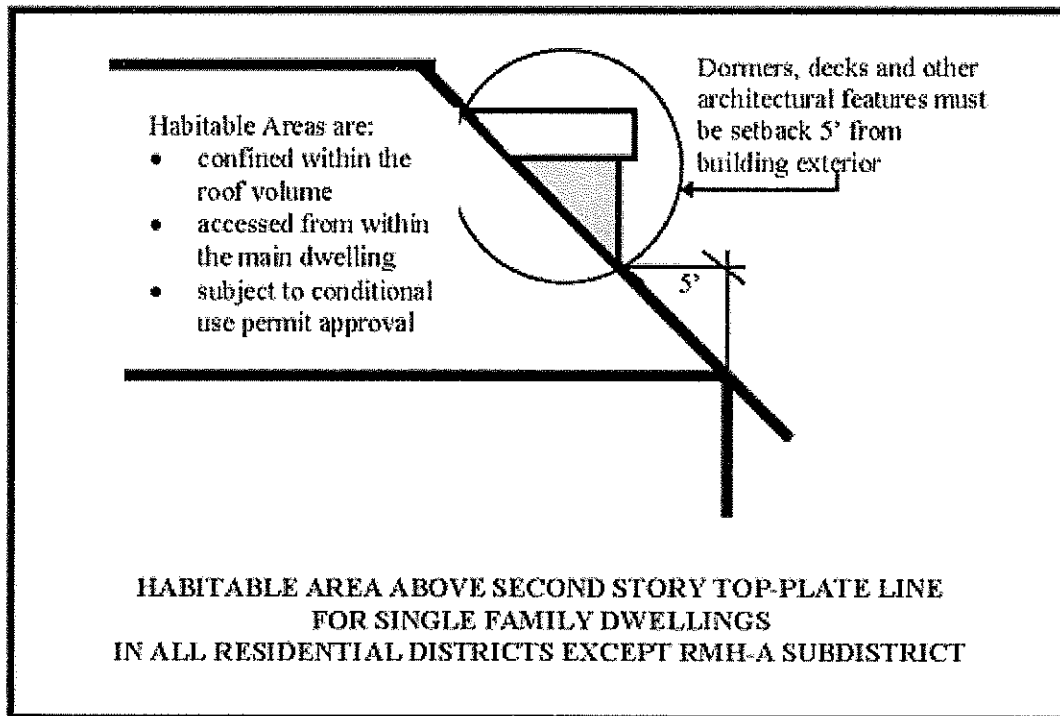 Habitable Areas are:
• confined within the
roof volume
• accessed from within
the main dwelling
• subject to conditional
use permit approval
Dormers, decks and other
architectural features must
be setback 5' from
building exterior
5'
HABITABLE AREA ABOVE SECOND STORY TOP-PLATE LINE
FOR SINGLE FAMILY DWELLINGS
IN ALL RESIDENTIAL DISTRICTS EXCEPT RMH-A SUBDISTRICT